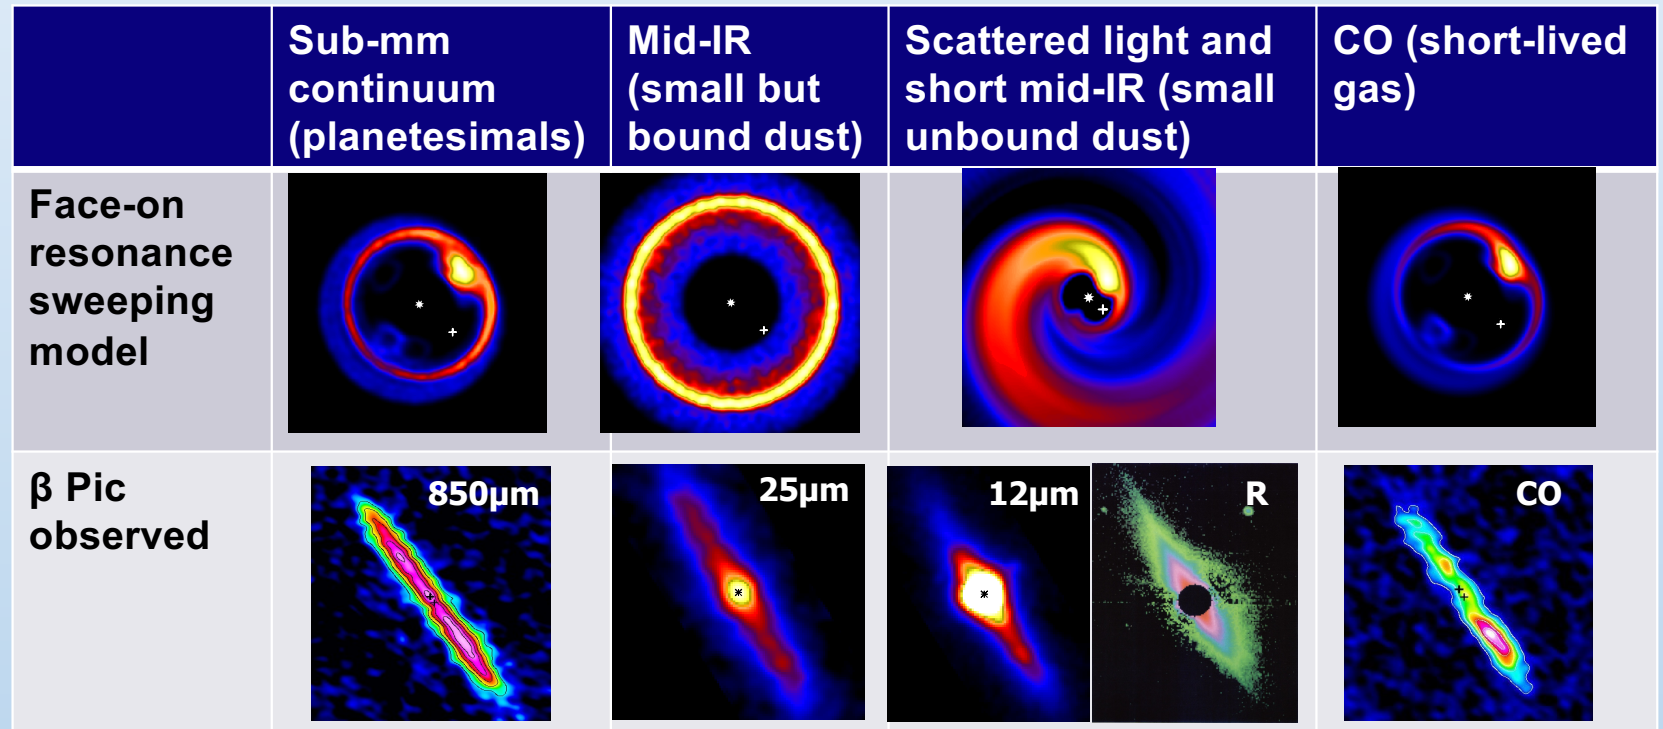 Sub-mm
continuum
(planetesimals)
Mid-IR
(small but
bound dust)
Scattered light and
short mid-IR (small
unbound dust)
CO (short-lived
gas)
Face-on
resonance
sweeping
model
β Pic
observed
850μm
25μm
12μm
R
CO